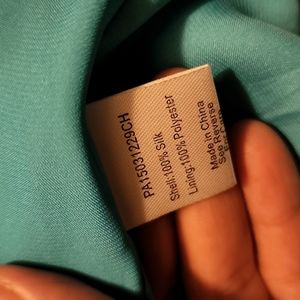 PA15031229CH
Shell:100% Silk
Lining:100% Polyester
Made in China
See Reverse